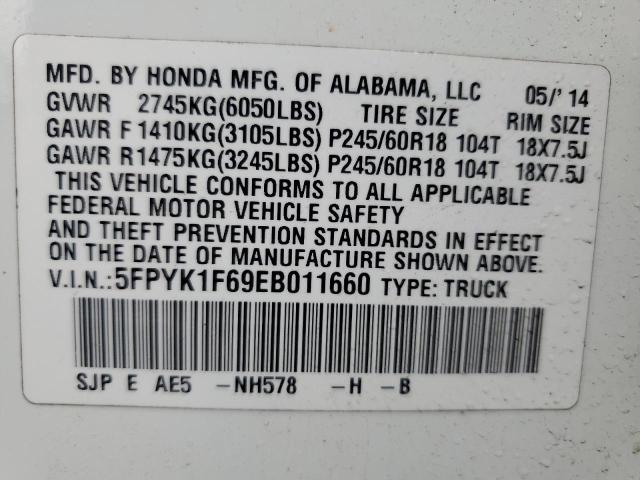 MFD. BY HONDA MFG. OF ALABAMA, LLC 05/'14
GVWR 2745KG(6050LBS) TIRE SIZE RIM SIZE
GAWR F 1410KG(3105LBS) P245/60R18 104T 18X7.5J
GAWR R1475KG(3245LBS) P245/60R18 104T 18X7.5J
THIS VEHICLE CONFORMS TO ALL APPLICABLE
FEDERAL MOTOR VEHICLE SAFETY
AND THEFT PREVENTION STANDARDS IN EFFECT
ON THE DATE OF MANUFACTURE SHOWN ABOVE.
V.I.N.:5FPYK1F69EB011660 TYPE: TRUCK
SJP E AE5 -NH578 -H -B